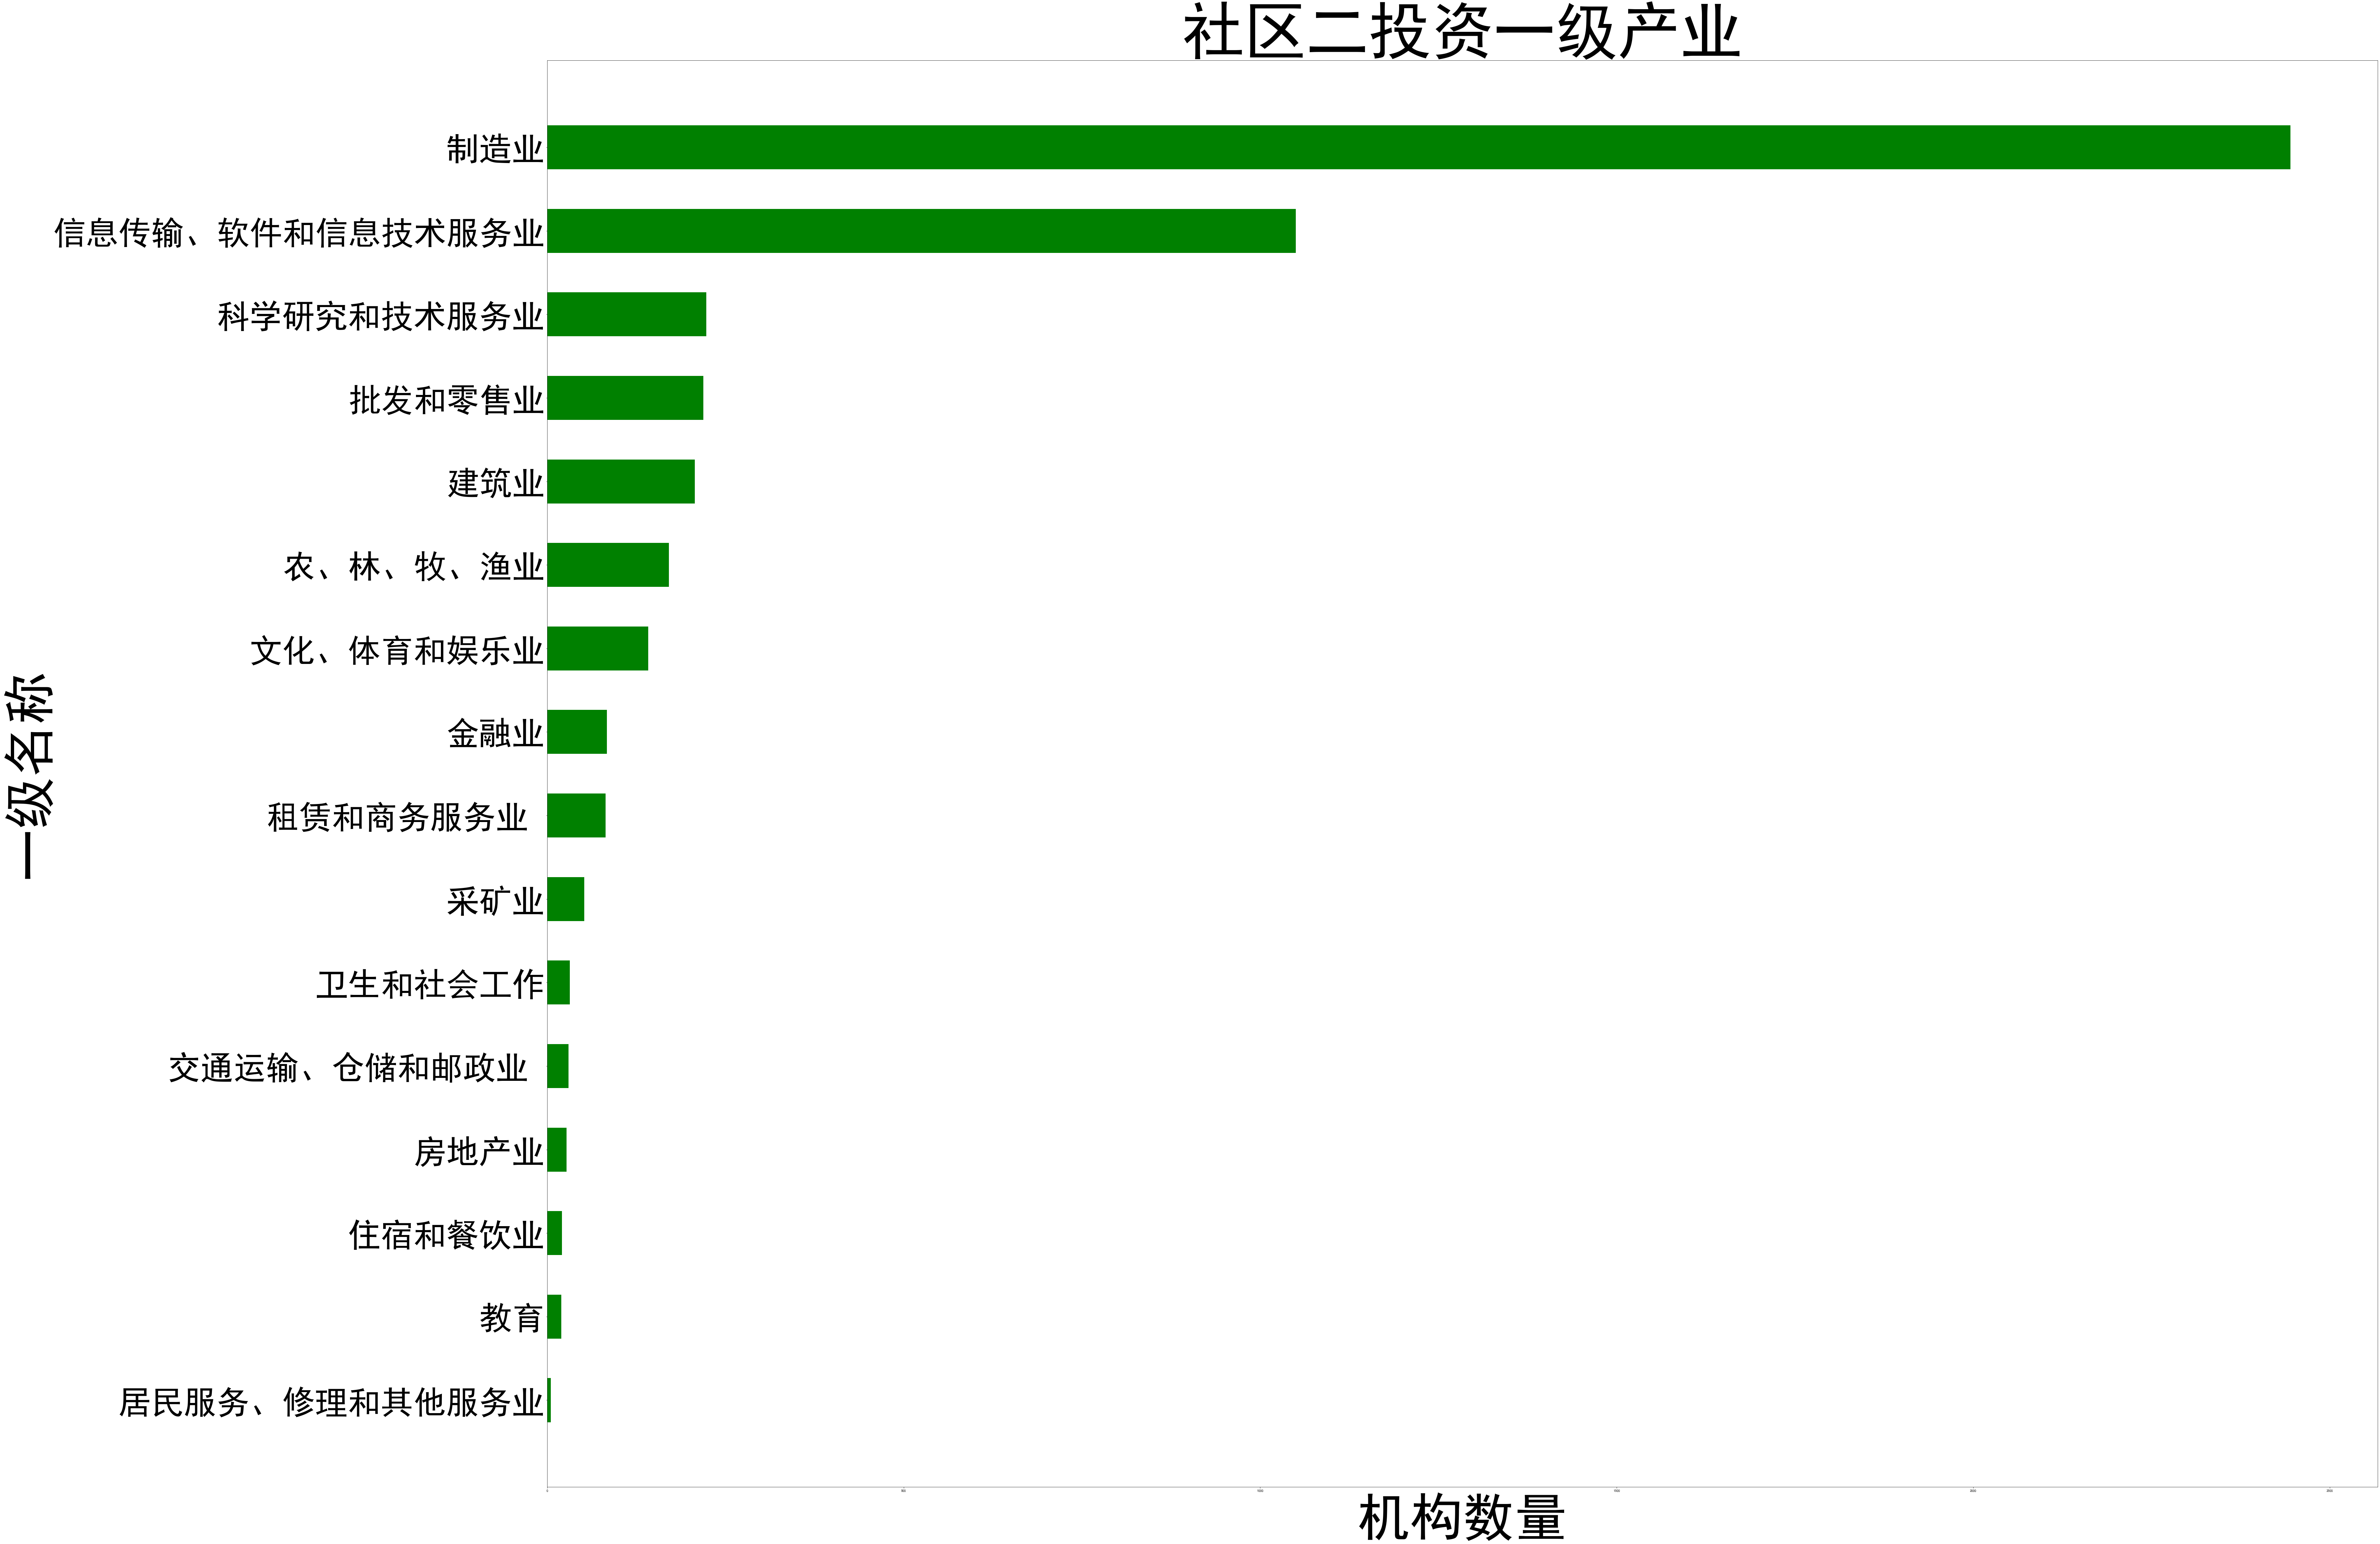 社区二投资一级产业
制造业
信息传输、软件和信息技术服务业
科学研究和技术服务业
批发和零售业
建筑业
农、林、牧、渔业
文化、体育和娱乐业
金融业
租赁和商务服务业
采矿业
卫生和社会工作
交通运输、仓储和邮政业
房地产业
住宿和餐饮业
教育
居民服务、修理和其他服务业
一级名称
0 500 1000 1500 2000 2500
机构数量